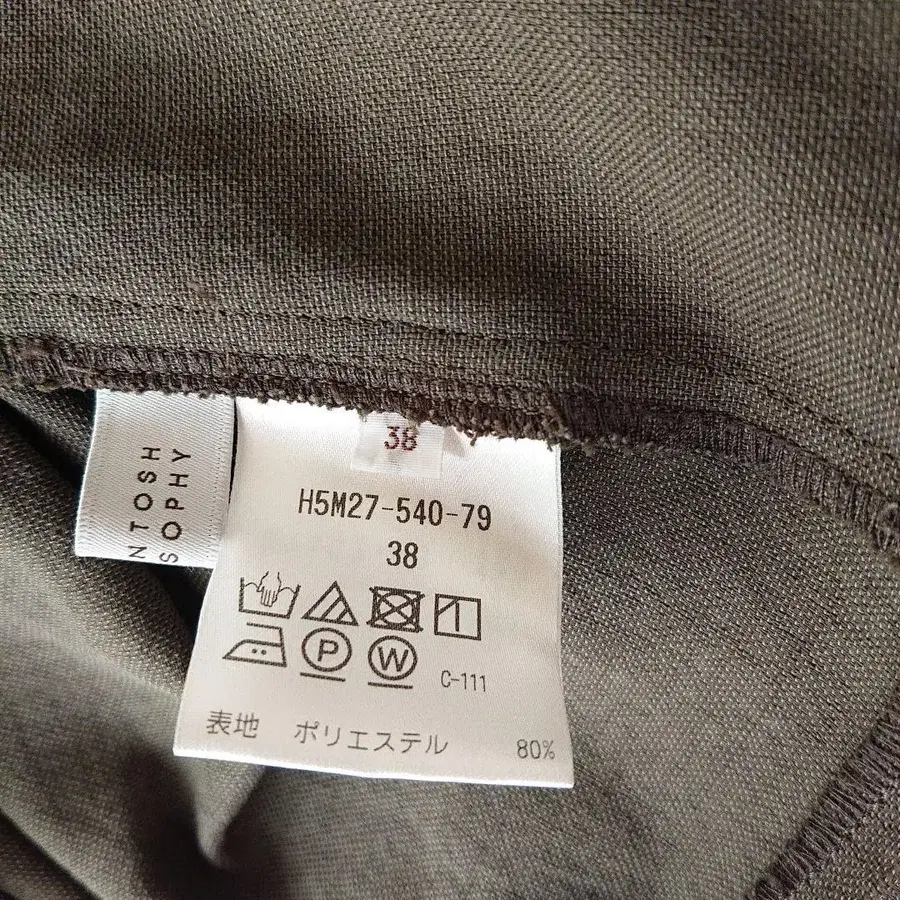 NTOSH
SOPHY
38
H5M27-540-79
38
P
W
C-111
表地 ポリエステル 80%